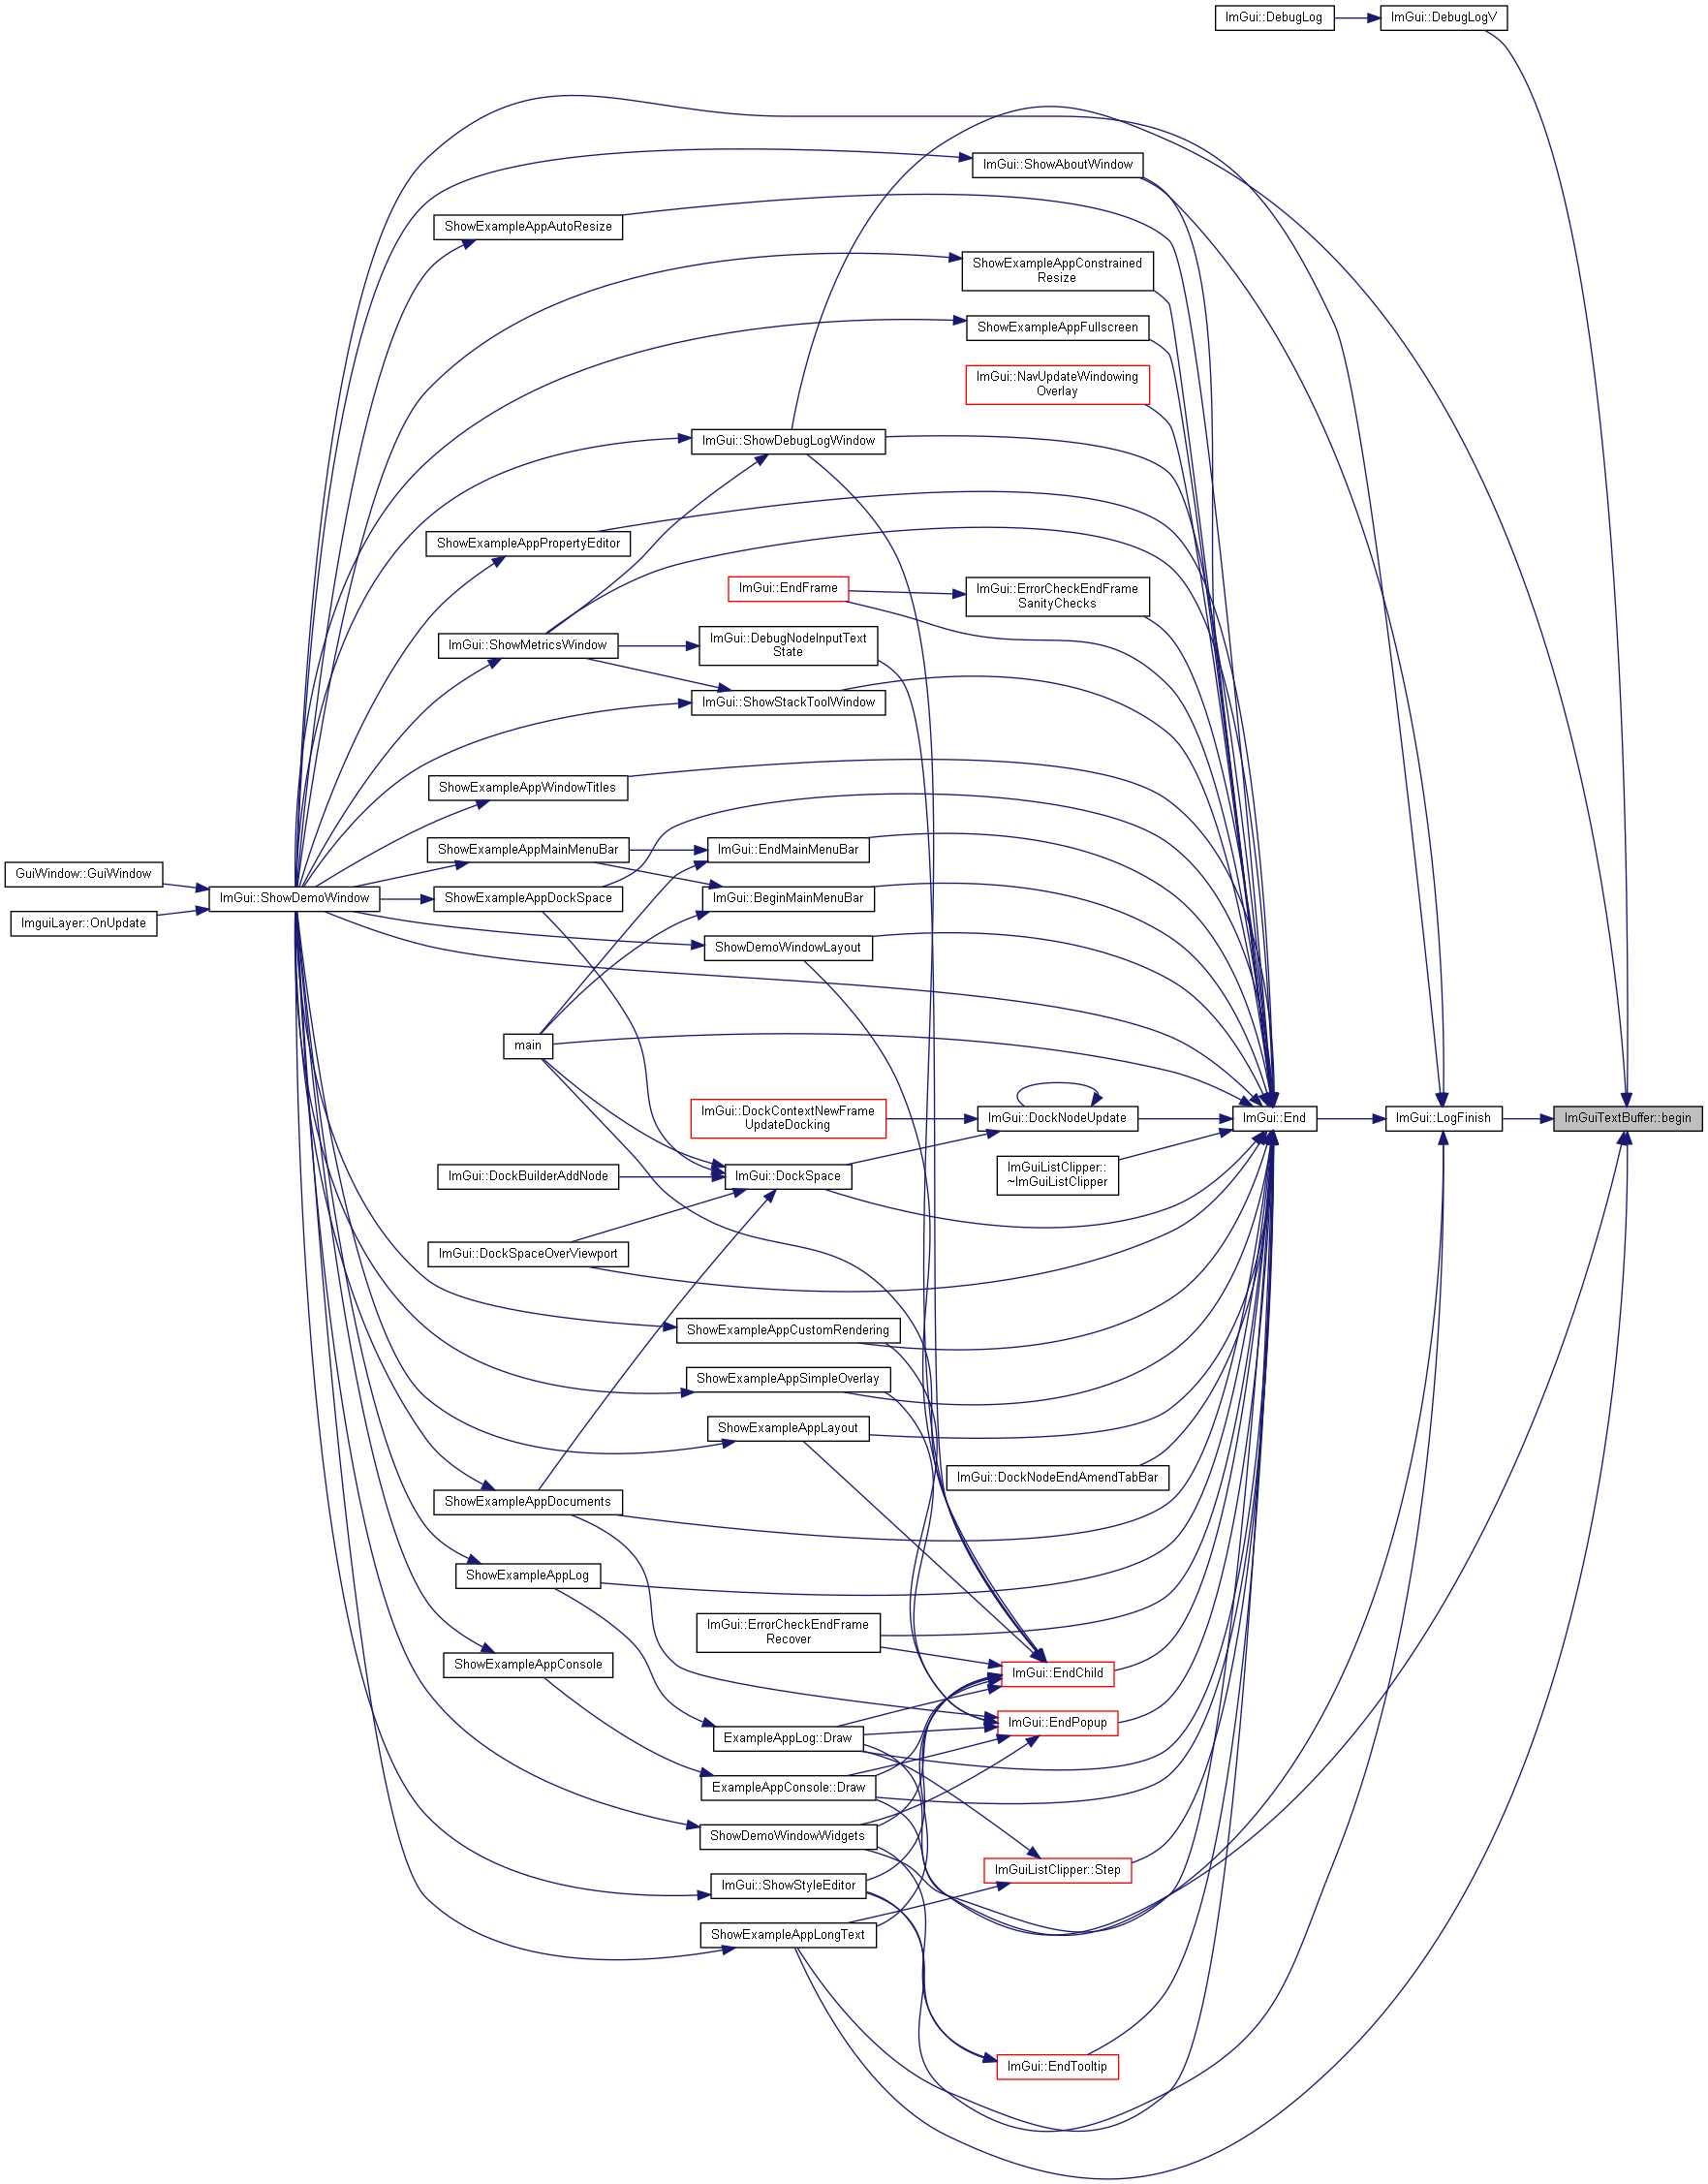 ImGui::DebugLog
ImGui::DebugLogV
ImGui::ShowAboutWindow
ShowExampleAppAutoResize
ShowExampleAppConstrained
Resize
ShowExampleAppFullscreen
ImGui::NavUpdateWindowing
Overlay
ImGui::ShowDebugLogWindow
ShowExampleAppPropertyEditor
ImGui::EndFrame
ImGui::ErrorCheckEndFrame
SanityChecks
ImGui::ShowMetricsWindow
ImGui::DebugNodeInputText
State
ImGui::ShowStackToolWindow
ShowExampleAppWindowTitles
ShowExampleAppMainMenuBar
ImGui::EndMainMenuBar
GuiWindow::GuiWindow
ImGui::ShowDemoWindow
ShowExampleAppDockSpace
ImGui::BeginMainMenuBar
ImguiLayer::OnUpdate
ShowDemoWindowLayout
main
ImGui::DockContextNewFrame
UpdateDocking
ImGui::DockNodeUpdate
ImGui::End
ImGui::LogFinish
ImGuiTextBuffer::begin
ImGui::DockBuilderAddNode
ImGui::DockSpace
ImGuiListClipper::
~ImGuiListClipper
ImGui::DockSpaceOverViewport
ShowExampleAppCustomRendering
ShowExampleAppSimpleOverlay
ShowExampleAppLayout
ImGui::DockNodeEndAmendTabBar
ShowExampleAppDocuments
ShowExampleAppLog
ImGui::ErrorCheckEndFrame
Recover
ShowExampleAppConsole
ImGui::EndChild
ImGui::EndPopup
ExampleAppLog::Draw
ExampleAppConsole::Draw
ShowDemoWindowWidgets
ImGuiListClipper::Step
ImGui::ShowStyleEditor
ShowExampleAppLongText
ImGui::EndTooltip